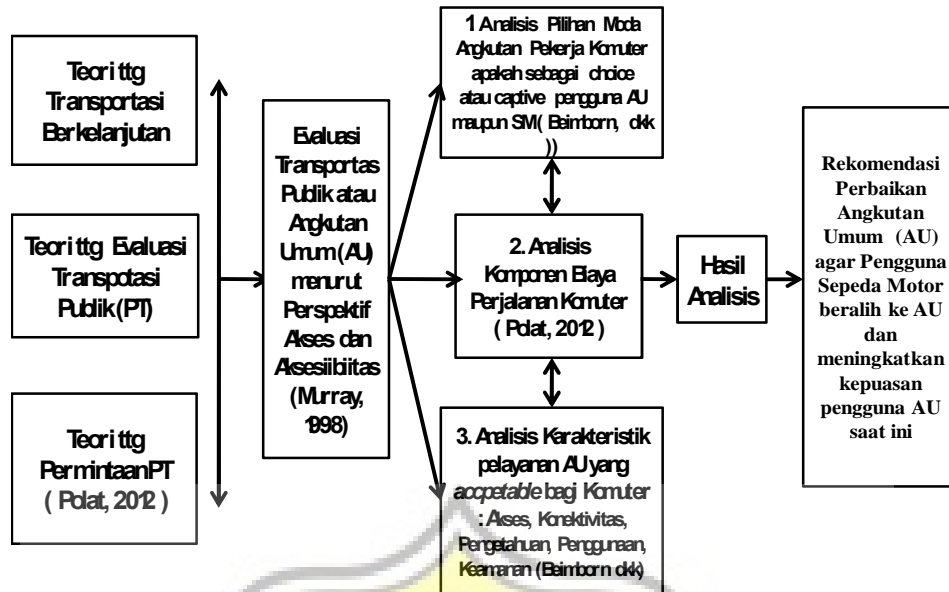 Teori ttg
Transportasi
Berkelanjutan
Teori ttg Evaluasi
Transpotasi
Publik (PT)
Teori ttg
Permintaan PT
( Polat, 2012 )
Evaluasi
Transportas
Publik atau
Angkutan
Umum (AU)
menurut
Perspektif
Akses dan
Aksesiibiitas
(Murray,
1998)
1 Analisis Pilihan Moda
Angkutan Pekerja Komuter
apakah sebagai choice
atau captive pengguna AU
maupun SM ( Beimborn, dkk
))
2. Analisis
Komponen Biaya
Perjalanan Komuter
( Polat, 2012 )
3. Analisis Karakteristik
pelayanan AU yang
accpetable bagi Komuter
: Akses, Konektivitas,
Pengetahuan, Penggunaan,
Keamanan (Beimborn dkk)
Hasil
Analisis
Rekomendasi
Perbaikan
Angkutan
Umum (AU)
agar Pengguna
Sepeda Motor
beralih ke AU
dan
meningkatkan
kepuasan
pengguna AU
saat ini